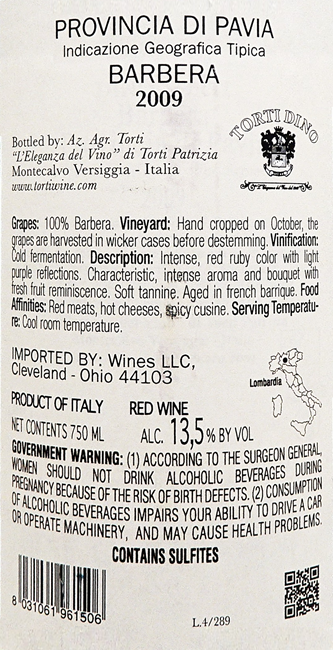 PROVINCIA DI PAVIA
Indicazione Geografica Tipica
BARBERA
2009
TORTI DINO
Bottled by: Az. Agr. Torti
"L'Eleganza del Vino" di Torti Patrizia
Montecalvo Versiggia - Italia
www.tortiwine.com
Grapes: 100% Barbera. Vineyard: Hand cropped on October, the
grapes are harvested in wicker cases before destemming. Vinification:
Cold fermentation. Description: Intense, red ruby color with light
purple reflections. Characteristic, intense aroma and bouquet with
fresh fruit reminiscence. Soft tannine. Aged in french barrique. Food
Affinities: Red meats, hot cheeses, spicy cusine. Serving Temperatu-
re: Cool room temperature.
IMPORTED BY: Wines LLC,
Cleveland - Ohio 44103
Lombardia
PRODUCT OF ITALY RED WINE
NET CONTENTS 750 ML ALC. 13,5% BY VOL
GOVERNMENT WARNING: (1) ACCORDING TO THE SURGEON GENERAL,
WOMEN SHOULD NOT DRINK ALCOHOLIC BEVERAGES DURING
PREGNANCY BECAUSE OF THE RISK OF BIRTH DEFECTS. (2) CONSUMPTION
OF ALCOHOLIC BEVERAGES IMPAIRS YOUR ABILITY TO DRIVE A CAR
OR OPERATE MACHINERY, AND MAY CAUSE HEALTH PROBLEMS.
CONTAINS SULFITES
8 031061 961506
L.4/289